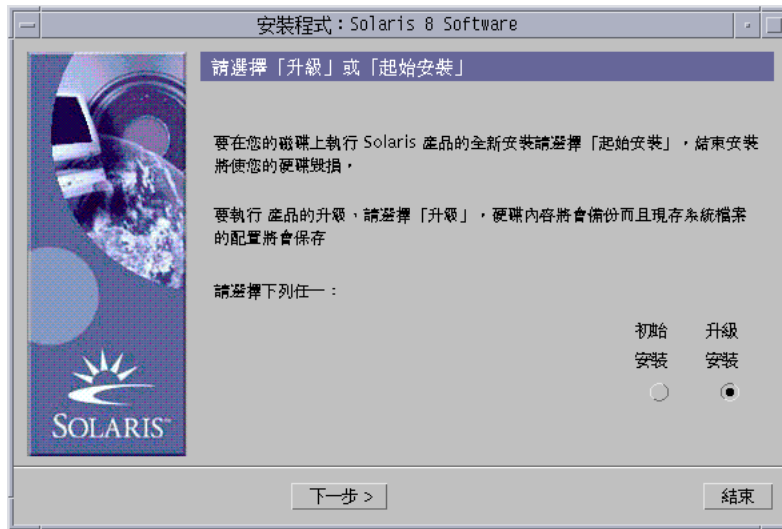 安裝程式：Solaris 8 Software
請選擇「升級」或「起始安裝」
要在您的磁碟上執行 Solaris 產品的全新安裝請選擇「起始安裝」，結束安裝
將使您的硬碟毀損，
要執行 產品的升級、請選擇「升級」，硬碟內容將會備份而且現存系統檔案
的配置將會保存
請選擇下列任一：
初始 升級
安裝 安裝
SOLARIS™
下一步 >
結束